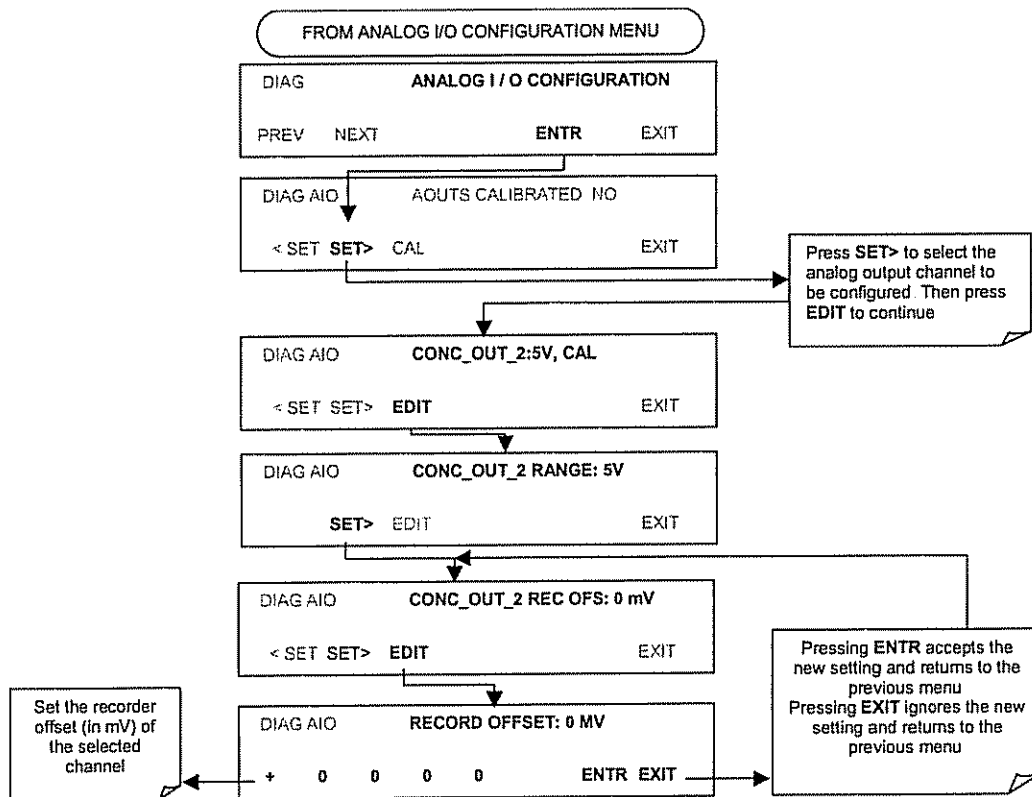 FROM ANALOG I/O CONFIGURATION MENU
DIAG ANALOG I / O CONFIGURATION
PREV NEXT ENTR EXIT
DIAG AIO AOUTS CALIBRATED NO
< SET SET> CAL EXIT
Press SET> to select the
analog output channel to
be configured. Then press
EDIT to continue
DIAG AIO CONC_OUT_2:5V, CAL
< SET SET> EDIT EXIT
DIAG AIO CONC_OUT_2 RANGE: 5V
SET> EDIT EXIT
DIAG AIO CONC_OUT_2 REC OFS: 0 mV
< SET SET> EDIT EXIT
Pressing ENTR accepts the
new setting and returns to the
previous menu
Pressing EXIT ignores the new
setting and returns to the
previous menu
Set the recorder
offset (in mV) of
the selected
channel
DIAG AIO RECORD OFFSET: 0 MV
+ 0 0 0 0 ENTR EXIT